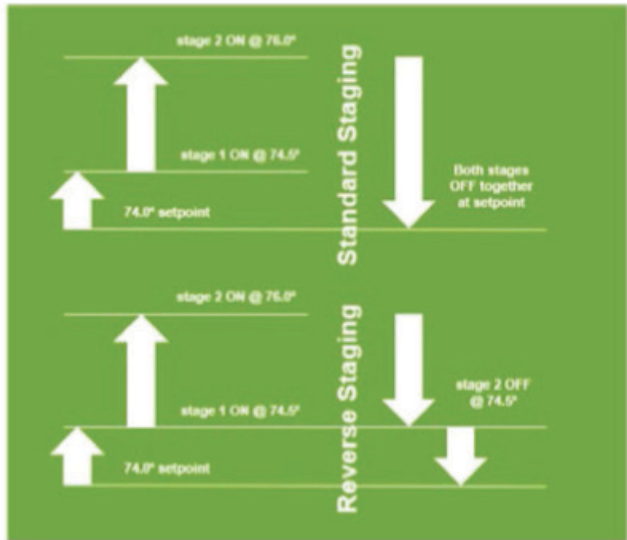 stage 2 ON @ 76.0°
stage 1 ON @ 74.5°
74.0° setpoint
Standard Staging
Both stages
OFF together
at setpoint
stage 2 ON @ 76.0°
stage 1 ON @ 74.5°
74.0° setpoint
Reverse Staging
stage 2 OFF
@ 74.5°